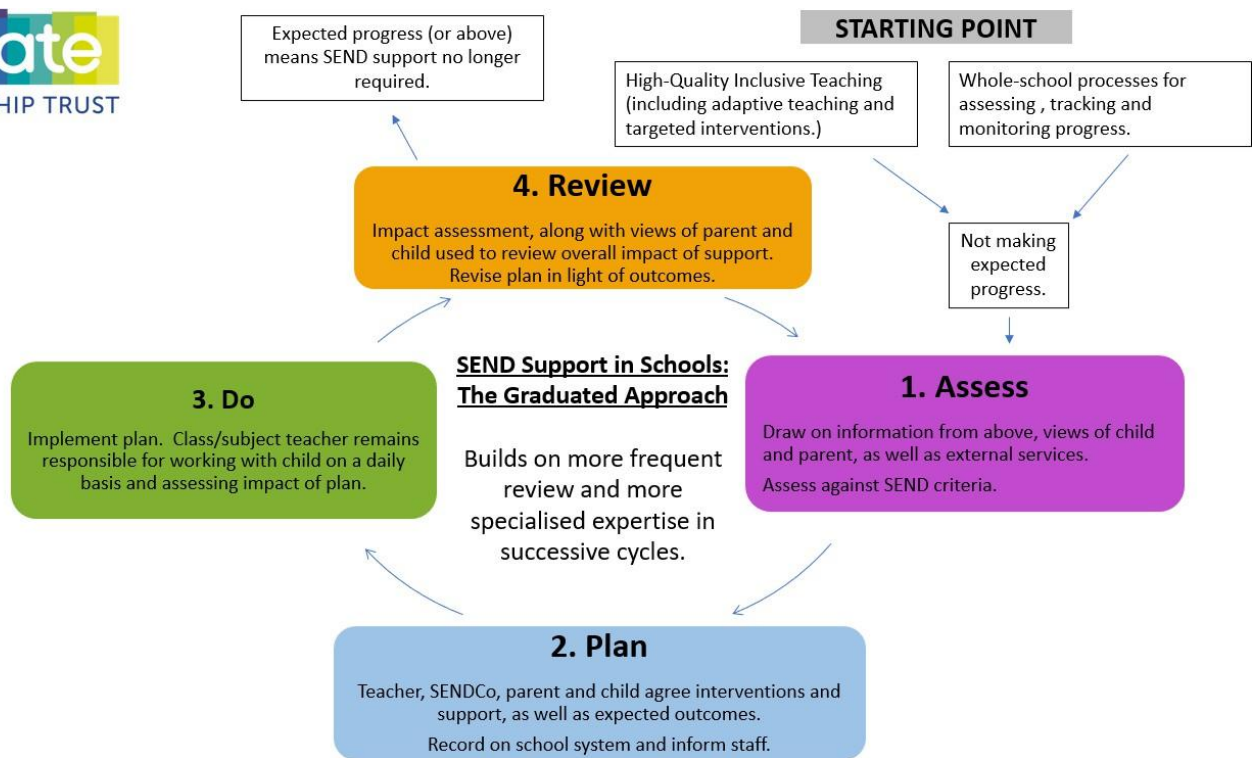 ate
HIP TRUST
Expected progress (or above)
means SEND support no longer
required.
STARTING POINT
High-Quality Inclusive Teaching
(including adaptive teaching and
targeted interventions.)
Whole-school processes for
assessing , tracking and
monitoring progress.
Not making
expected
progress.
4. Review
Impact assessment, along with views of parent and
child used to review overall impact of support.
Revise plan in light of outcomes.
SEND Support in Schools:
The Graduated Approach
Builds on more frequent
review and more
specialised expertise in
successive cycles.
1. Assess
Draw on information from above, views of child
and parent, as well as external services.
Assess against SEND criteria.
2. Plan
Teacher, SENDCo, parent and child agree interventions and
support, as well as expected outcomes.
Record on school system and inform staff.
3. Do
Implement plan.  Class/subject teacher remains
responsible for working with child on a daily
basis and assessing impact of plan.